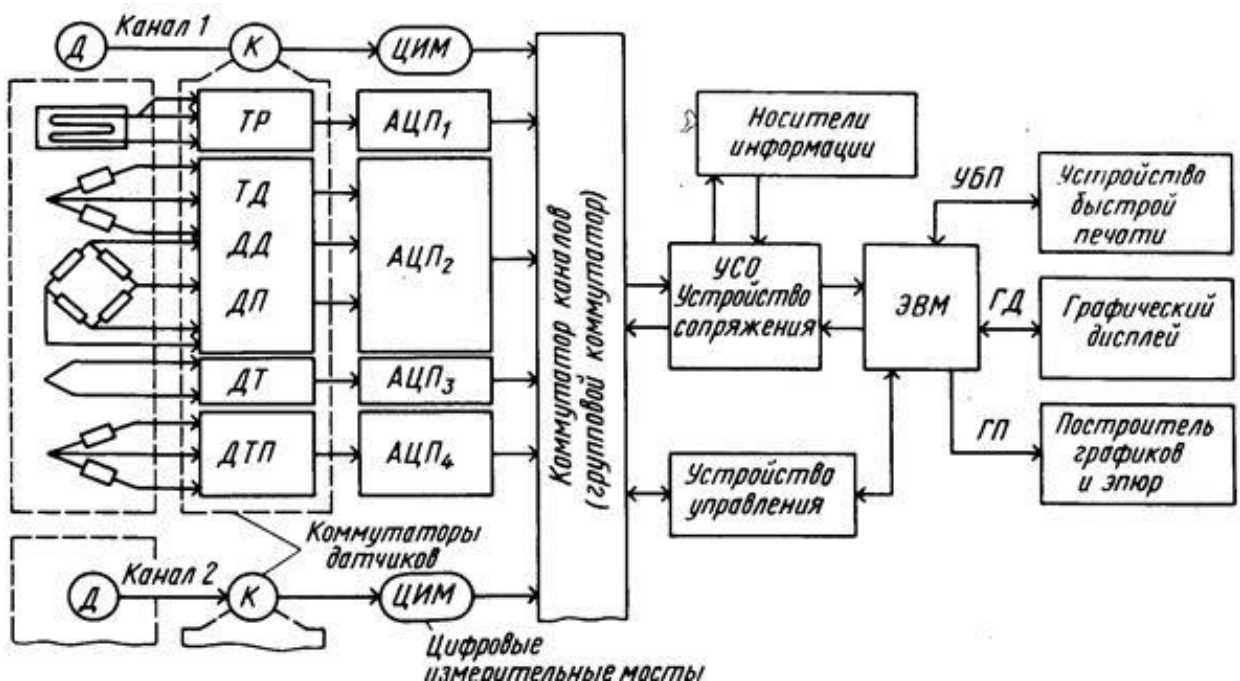 Канал 1
Д
К
ЦИМ
ТР
АЦП1
ТД
ДД
ДП
АЦП2
ДТ
АЦП3
ДТП
АЦП4
Коммутаторы
датчиков
Канал 2
Д
К
ЦИМ
Цифровые
измерительные мосты
Коммутатор каналов
(групповой коммутатор)
Носители
информации
УСО
Устройство
сопряжения
Устройство
управления
ЭВМ
УБП
Устройство
быстрой
печати
ГД
Графический
дисплей
ГП
Построитель
графиков
и эпюр